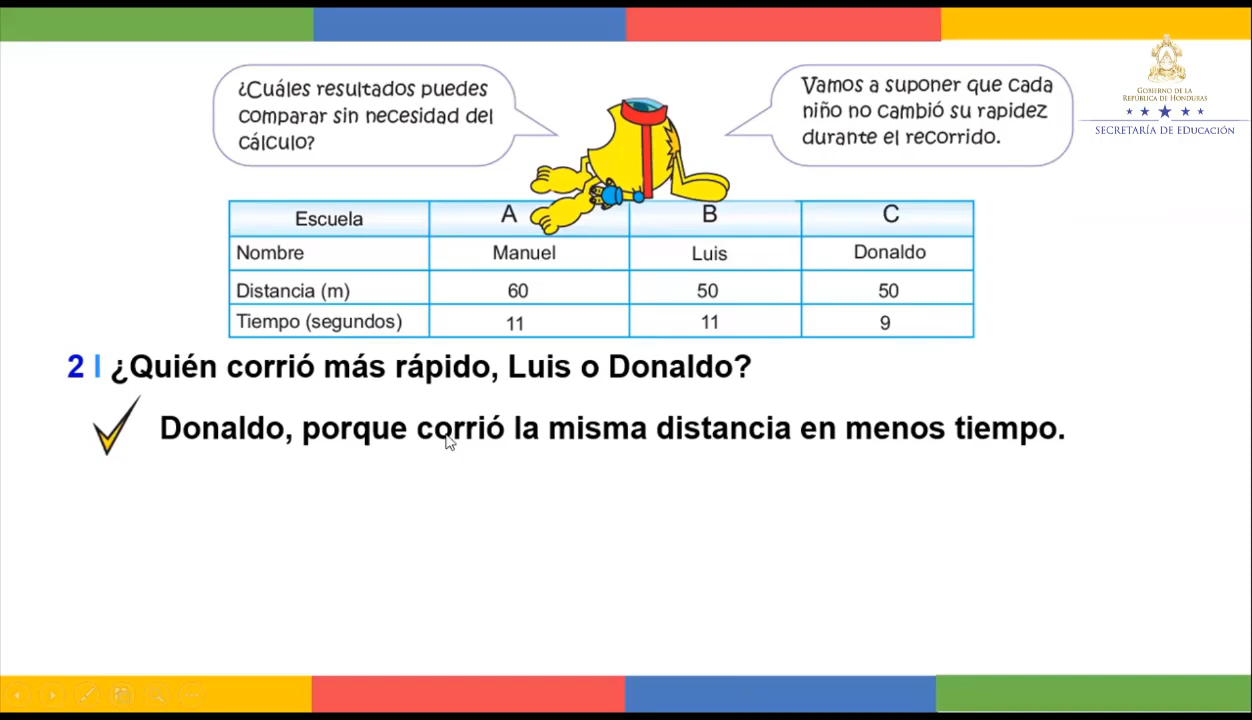 ¿Cuáles resultados puedes
comparar sin necesidad del
cálculo?
Vamos a suponer que cada
niño no cambió su rapidez
durante el recorrido.
GOBIERNO DE LA
REPÚBLICA DE HONDURAS
SECRETARÍA DE EDUCACIÓN
Escuela A B C
Nombre Manuel Luis Donaldo
Distancia (m) 60 50 50
Tiempo (segundos) 11 11 9
2 | ¿Quién corrió más rápido, Luis o Donaldo?
Donaldo, porque corrió la misma distancia en menos tiempo.